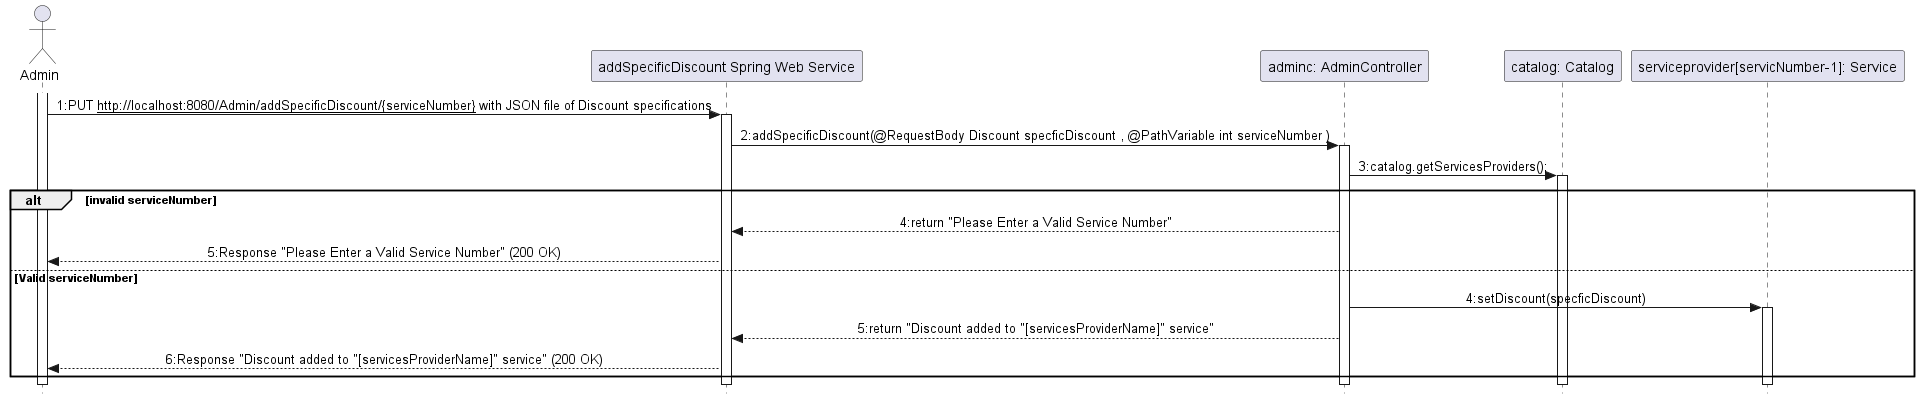 Admin
addSpecificDiscount Spring Web Service
adminc: AdminController
catalog: Catalog
serviceprovider[servicNumber-1]: Service
1:PUT http://localhost:8080/Admin/addSpecificDiscount/{serviceNumber} with JSON file of Discount specifications
2:addSpecificDiscount(@RequestBody Discount specficDiscount , @PathVariable int serviceNumber )
3:catalog.getServicesProviders();
alt [invalid serviceNumber]
4:return "Please Enter a Valid Service Number"
5:Response "Please Enter a Valid Service Number" (200 OK)
[Valid serviceNumber]
4:setDiscount(specficDiscount)
5:return "Discount added to "[servicesProviderName]" service"
6:Response "Discount added to "[servicesProviderName]" service" (200 OK)